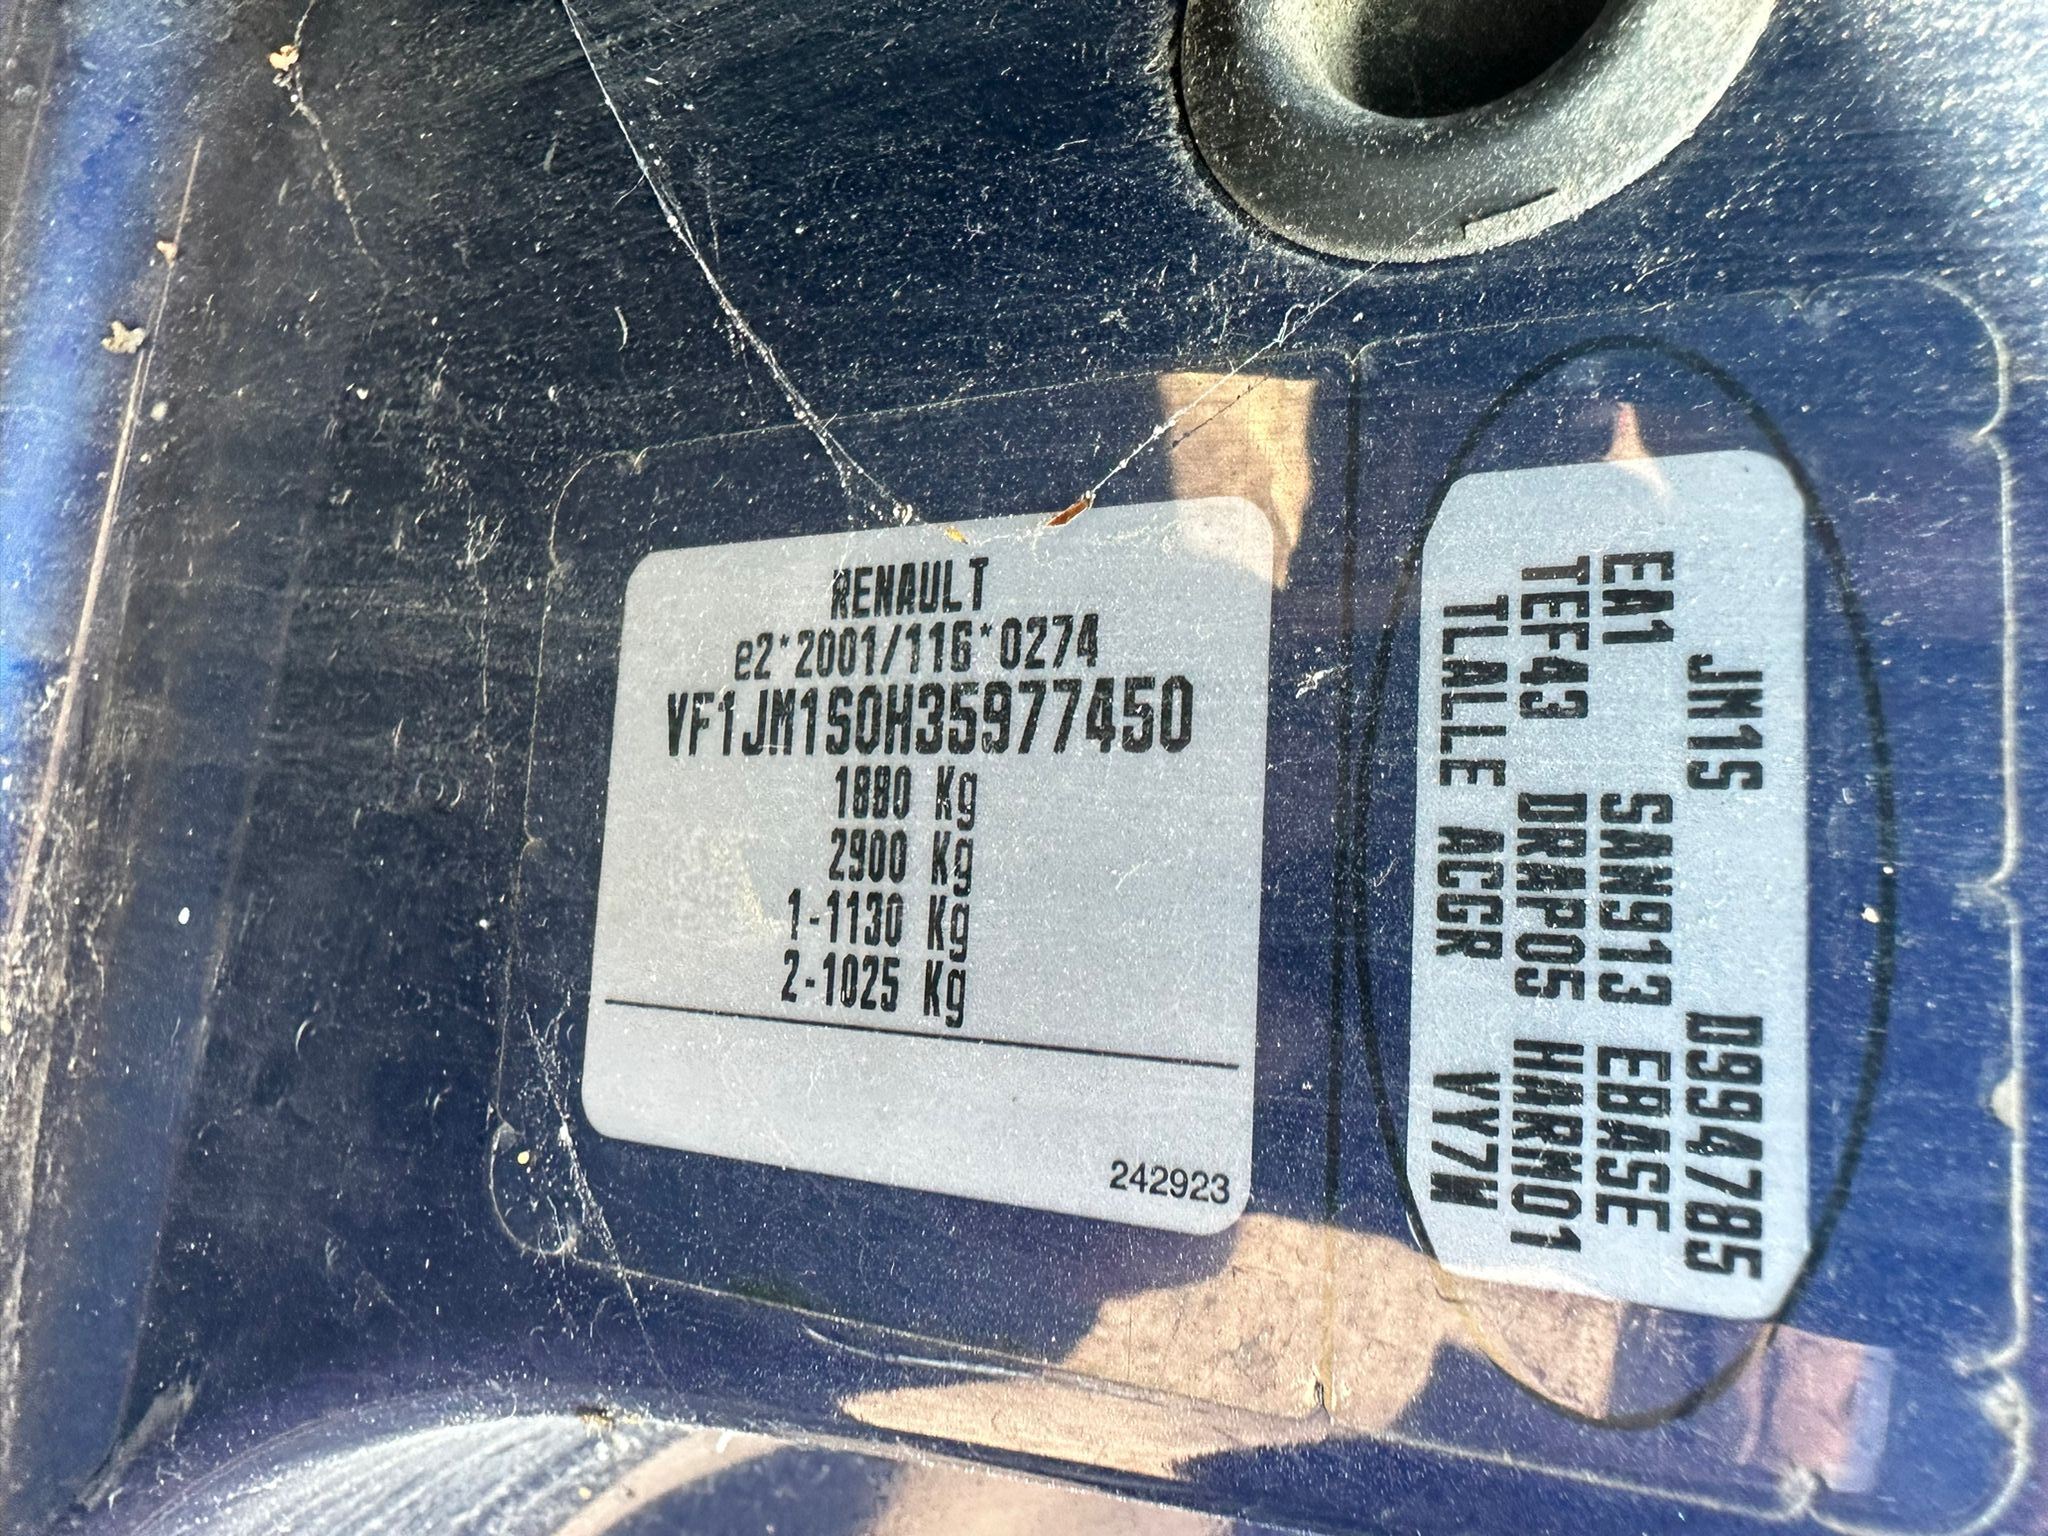 RENAULT
e2*2001/116*0274
VF1JM1S0H35977450
1880 Kg
2900 Kg
1-1130 Kg
2-1025 Kg
242923
JM1S D994785
EA1 SAN913 EBASE
TEF43 DRAP05 HARM01
TLALLE ACGR VY7W